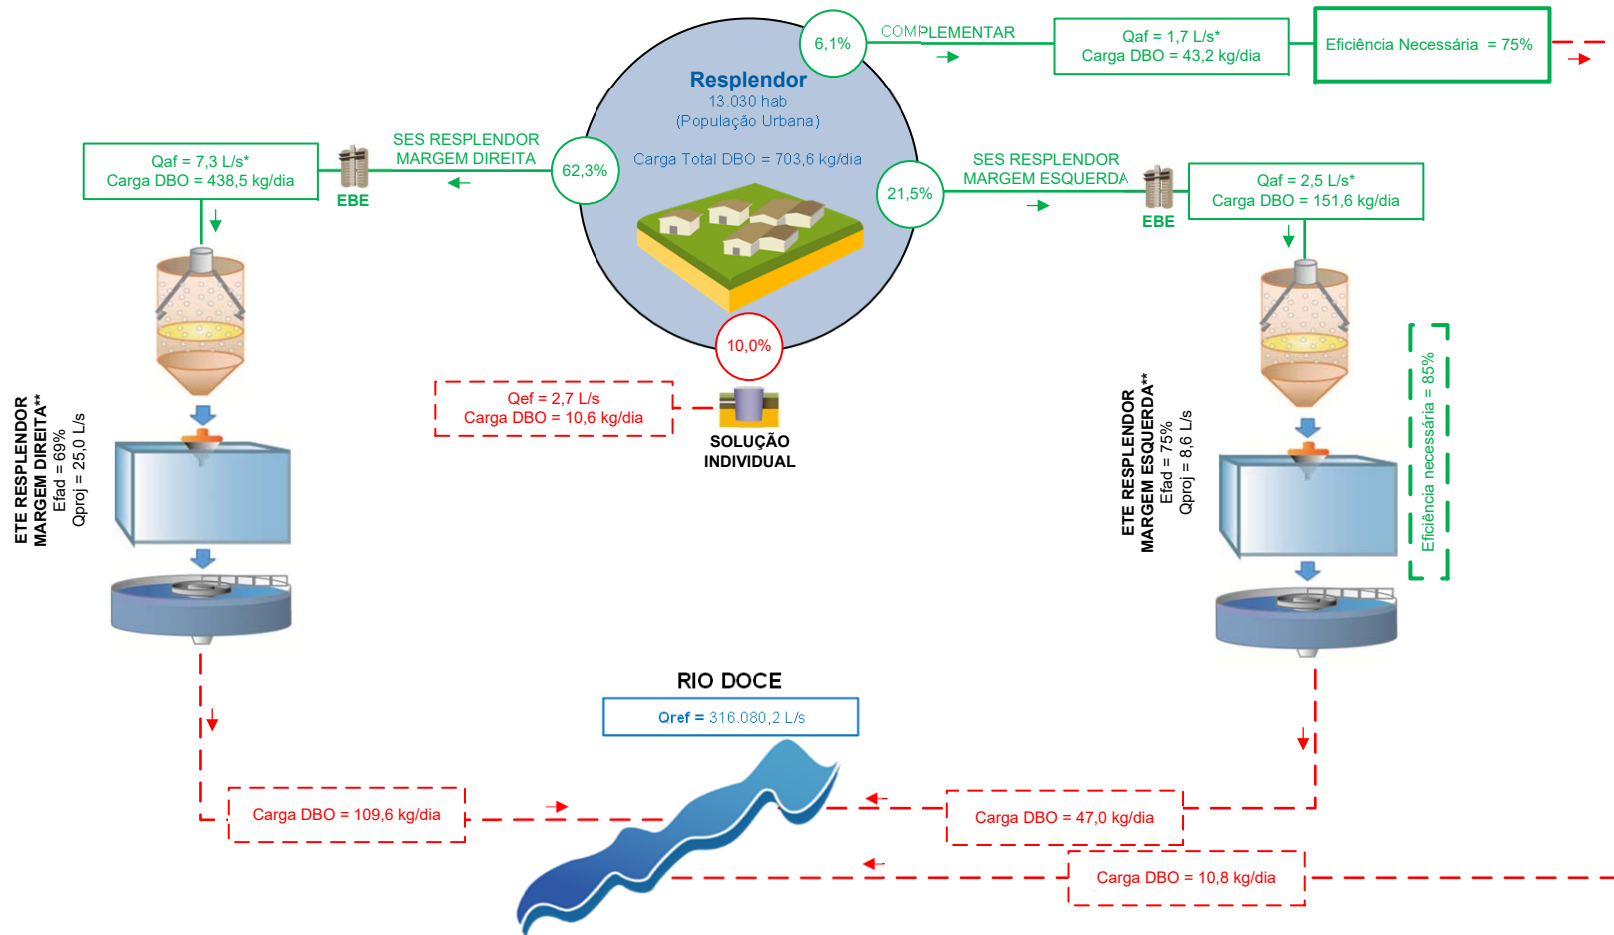 6,1%
COMPLEMENTAR
Qaf = 1,7 L/s*
Carga DBO = 43,2 kg/dia
Eficiência Necessária = 75%
Resplendor
13.030 hab
(População Urbana)
Carga Total DBO = 703,6 kg/dia
SES RESPLENDOR
MARGEM DIREITA
62,3%
Qaf = 7,3 L/s*
Carga DBO = 438,5 kg/dia
EBE
21,5%
SES RESPLENDOR
MARGEM ESQUERDA
EBE
Qaf = 2,5 L/s*
Carga DBO = 151,6 kg/dia
10,0%
Qef = 2,7 L/s
Carga DBO = 10,6 kg/dia
SOLUÇÃO
INDIVIDUAL
ETE RESPLENDOR
MARGEM DIREITA**
Efad = 69%
Qproj = 25,0 L/s
ETE RESPLENDOR
MARGEM ESQUERDA**
Efad = 75%
Qproj = 8,6 L/s
Eficiência necessária = 85%
RIO DOCE
Qref = 316.080,2 L/s
Carga DBO = 109,6 kg/dia
Carga DBO = 47,0 kg/dia
Carga DBO = 10,8 kg/dia